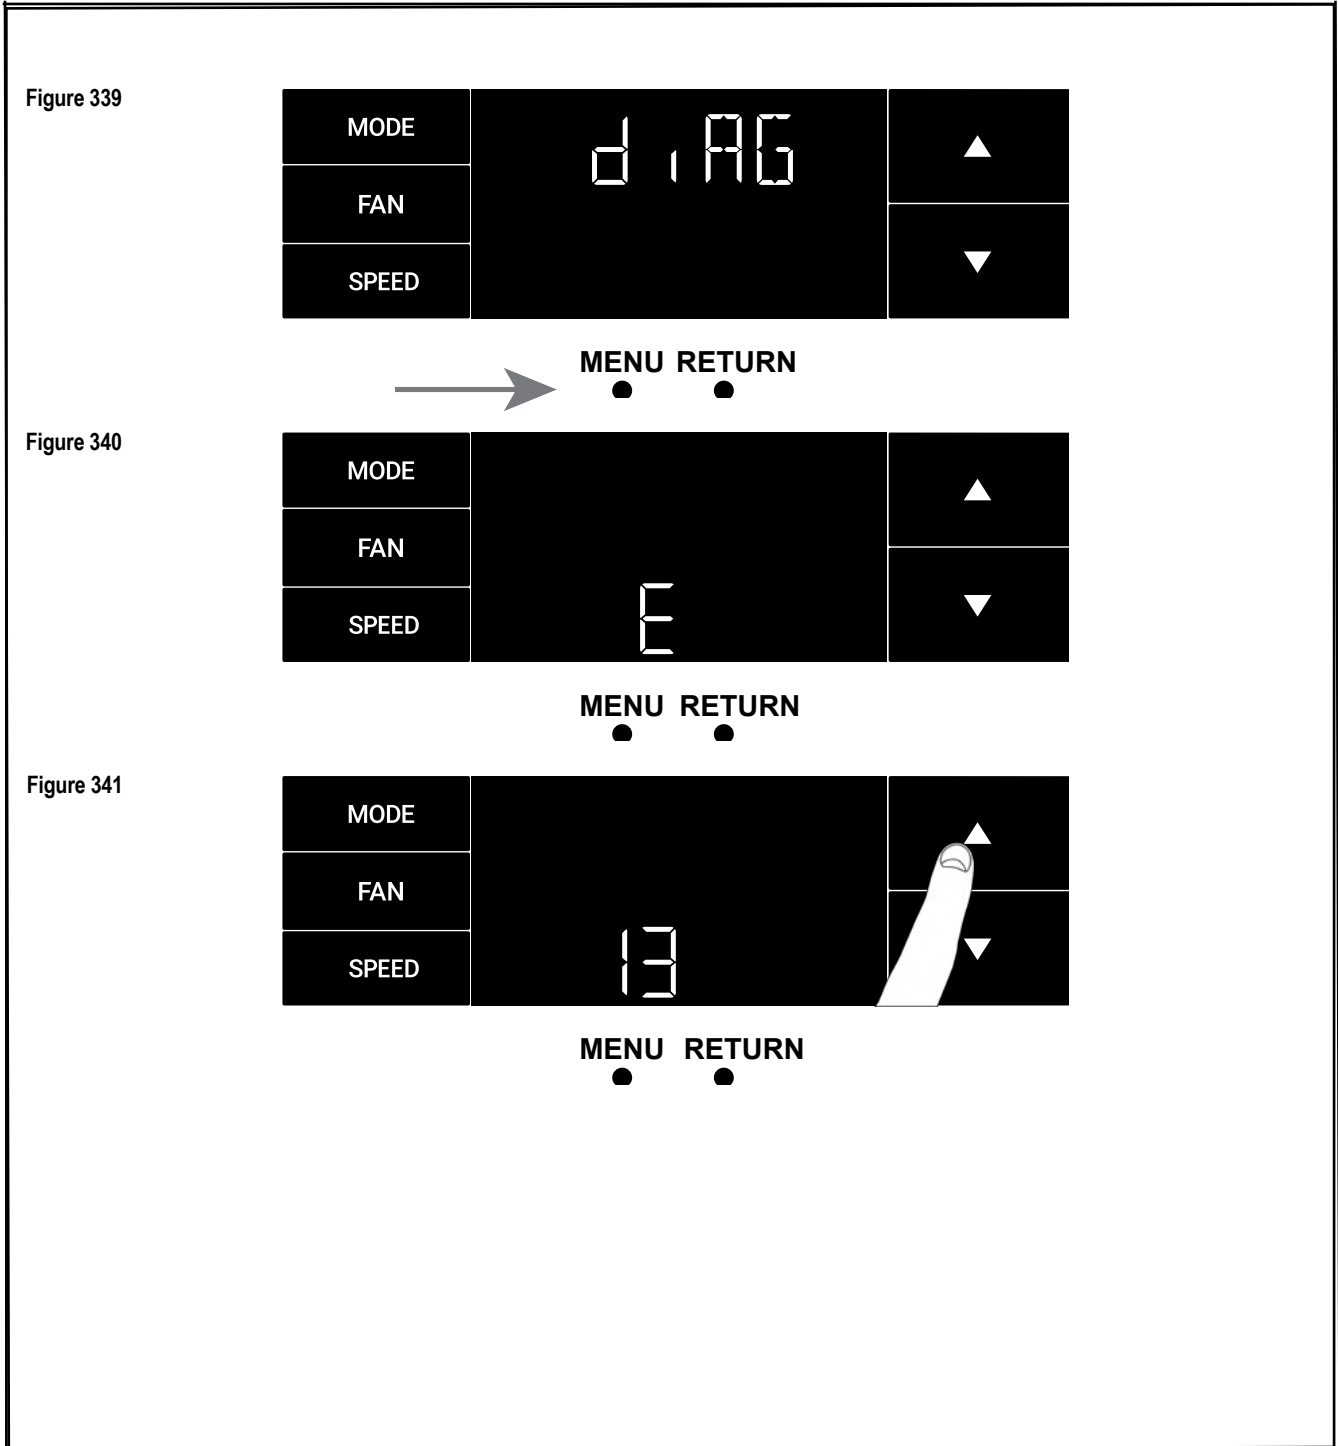 Figure 339
MODE
diAG
FAN
SPEED
MENU RETURN
Figure 340
MODE
FAN
SPEED
E
MENU RETURN
Figure 341
MODE
FAN
SPEED
13
MENU RETURN